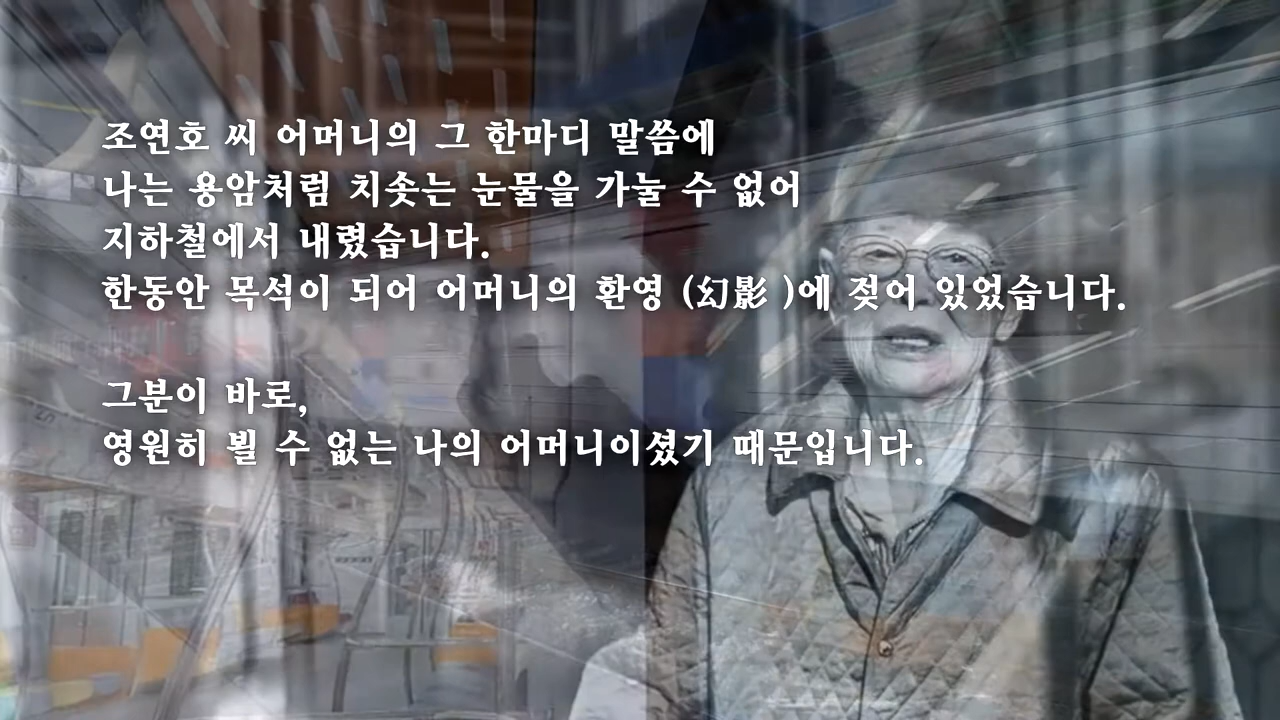 조연호 씨 어머니의 그 한마디 말씀에
나는 용암처럼 치솟는 눈물을 가눌 수 없어
지하철에서 내렸습니다.
한동안 목석이 되어 어머니의 환영 (幻影 )에 젖어 있었습니다.
그분이 바로,
영원히 뵐 수 없는 나의 어머니이셨기 때문입니다.